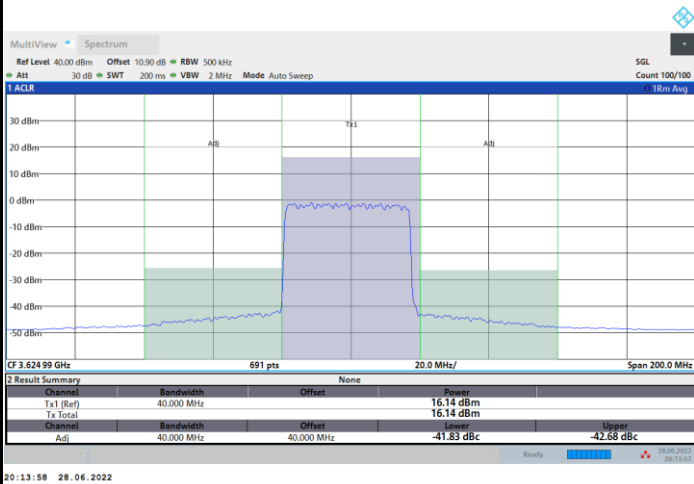 MultiView Spectrum
Ref Level 40.00 dBm Offset 10.90 dB RBW 500 kHz SGL
Att 30 dB SWT 200 ms VBW 2 MHz Mode Auto Sweep Count 100/100
1 ACLR 1Rm Avg
Tx1
30 dBm
Adj Adj
20 dBm
10 dBm
0 dBm
-10 dBm
-20 dBm
-30 dBm
-40 dBm
-50 dBm
CF 3.624 99 GHz 691 pts 20.0 MHz/ Span 200.0 MHz
2 Result Summary None
Channel Bandwidth Offset Power
Tx1 (Ref) 40.000 MHz 16.14 dBm
Tx Total 16.14 dBm
Channel Bandwidth Offset Lower Upper
Adj 40.000 MHz 40.000 MHz -41.83 dBc -42.68 dBc
Ready 28.06.2022
20:13:57
20:13:58 28.06.2022